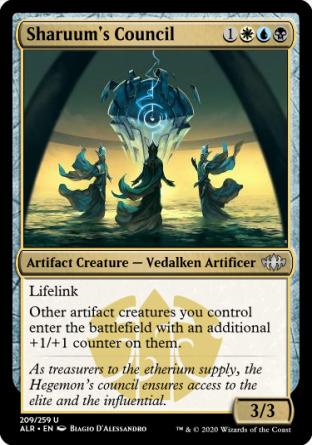 Sharuum's Council 1
Artifact Creature — Vedalken Artificer
Lifelink
Other artifact creatures you control
enter the battlefield with an additional
+1/+1 counter on them.
As treasurers to the etherium supply, the
Hegemon's council ensures access to the
elite and the influential.
3/3
209/259 U
ALR • EN Biagio D'Alessandro ™ & © 2020 Wizards of the Coast